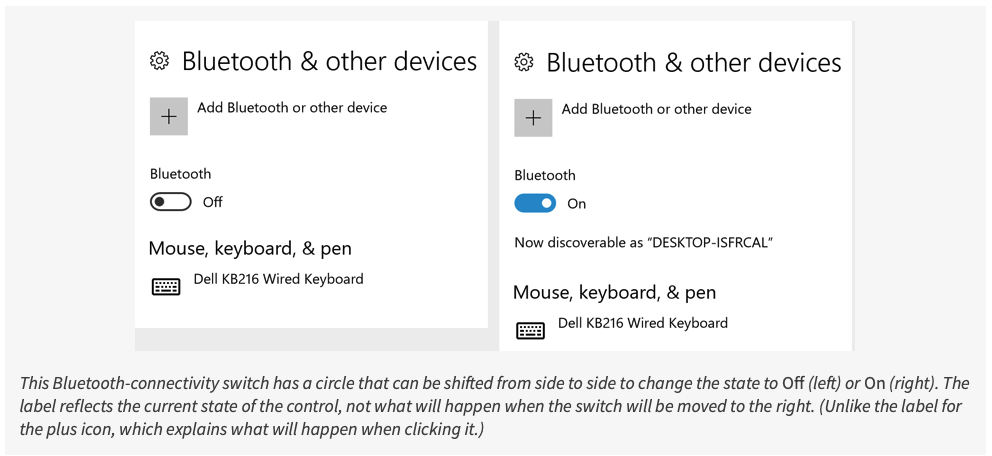 Bluetooth & other devices
Add Bluetooth or other device
Bluetooth
Off
Mouse, keyboard, & pen
Dell KB216 Wired Keyboard
Bluetooth & other devices
Add Bluetooth or other device
Bluetooth
On
Now discoverable as “DESKTOP-ISFRCAL”
Mouse, keyboard, & pen
Dell KB216 Wired Keyboard
This Bluetooth-connectivity switch has a circle that can be shifted from side to side to change the state to Off (left) or On (right). The
label reflects the current state of the control, not what will happen when the switch will be moved to the right. (Unlike the label for
the plus icon, which explains what will happen when clicking it.)